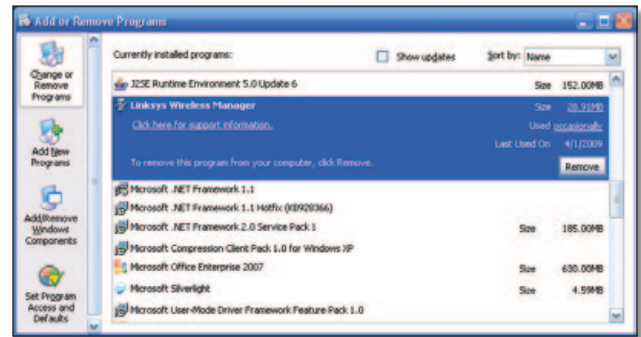 Add or Remove Programs
Change or Remove Programs
Add New Programs
Add/Remove Windows Components
Set Program Access and Defaults
Currently installed programs:
Show updates
Sort by: Name
J2SE Runtime Environment 5.0 Update 6 Size 152.00MB
Linksys Wireless Manager Size 28.91MB
Click here for support information. Used occasionally
Last Used On 4/1/2009
To remove this program from your computer, click Remove. Remove
Microsoft .NET Framework 1.1
Microsoft .NET Framework 1.1 Hotfix (KB928366)
Microsoft .NET Framework 2.0 Service Pack 1 Size 185.00MB
Microsoft Compression Client Pack 1.0 for Windows XP
Microsoft Office Enterprise 2007 Size 630.00MB
Microsoft Silverlight Size 4.59MB
Microsoft User-Mode Driver Framework Feature Pack 1.0